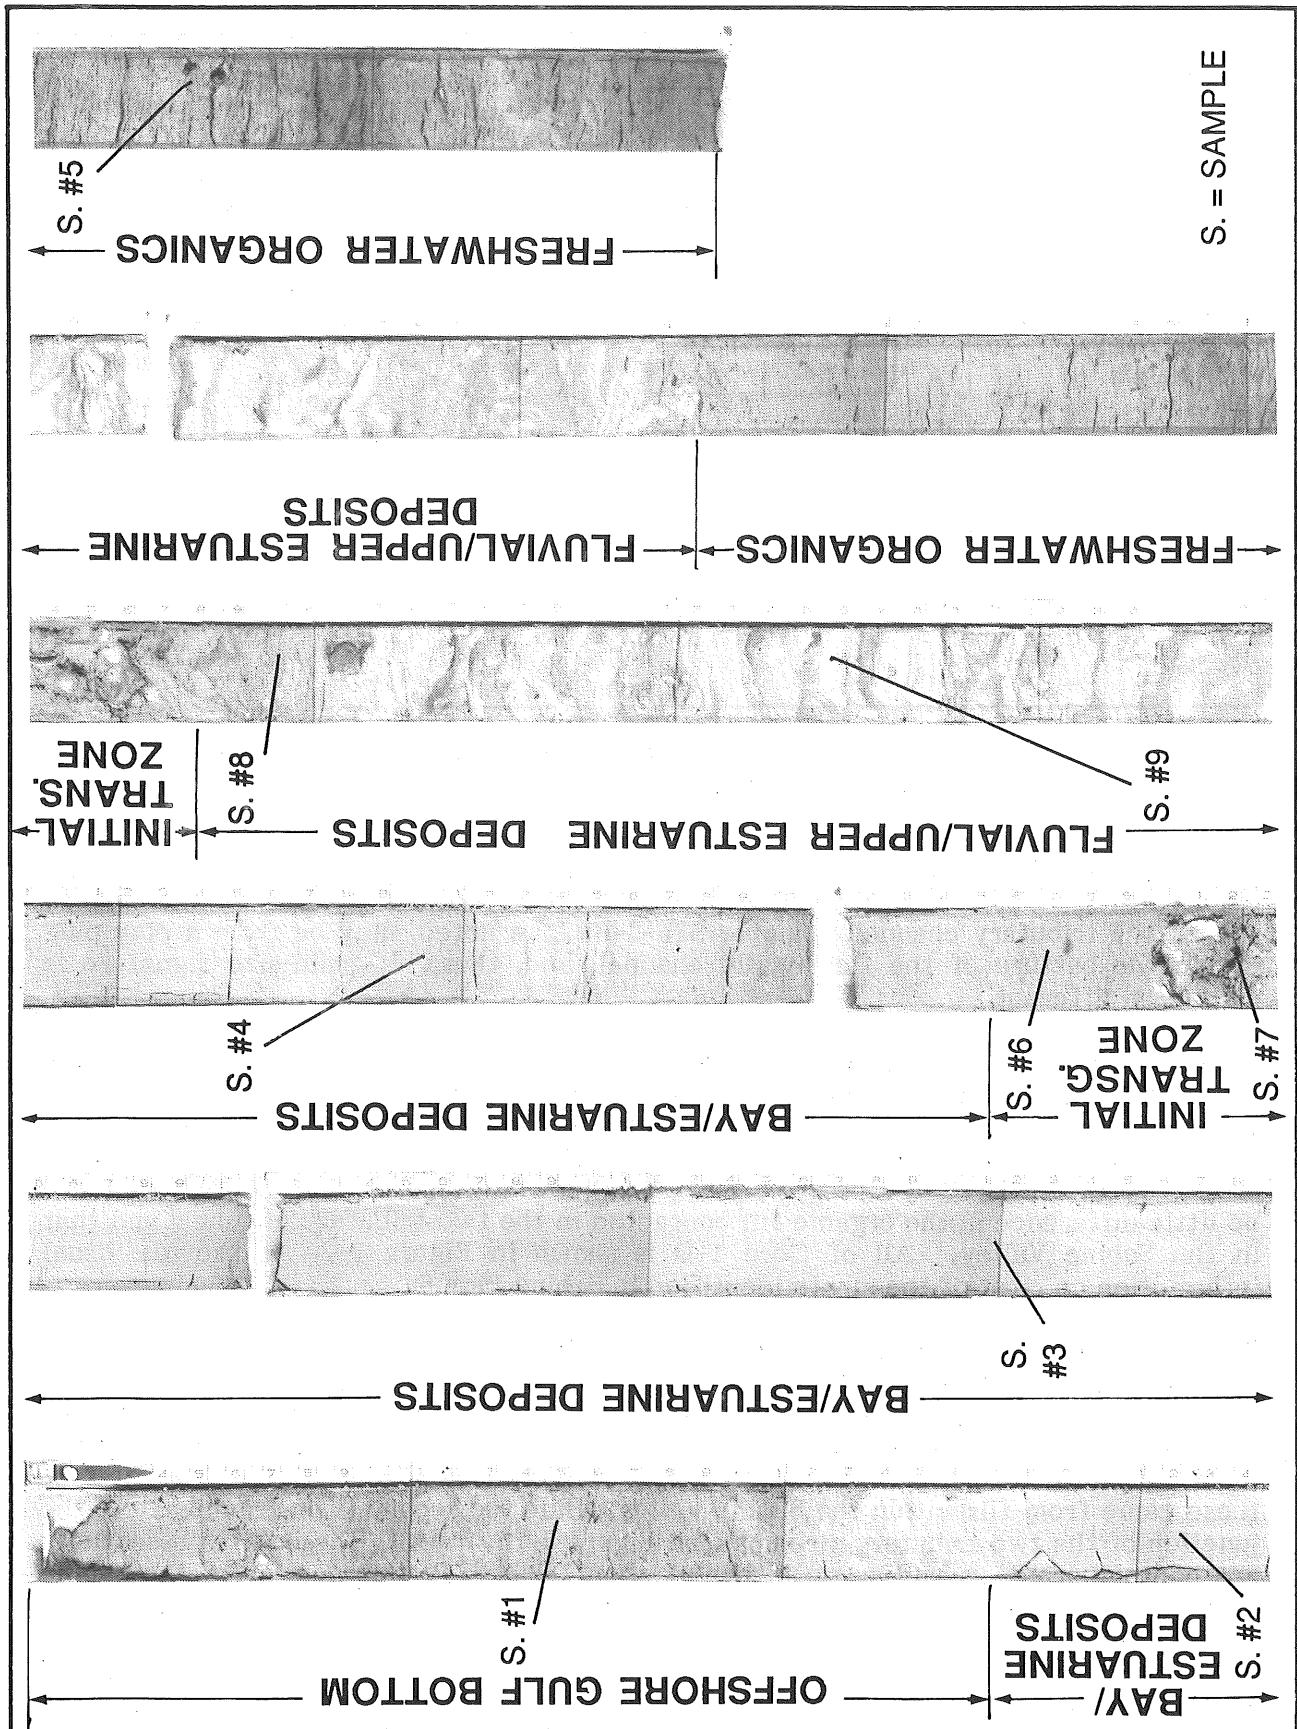 S. #5
FRESHWATER ORGANICS
S. = SAMPLE
FLUVIAL/UPPER ESTUARINE
DEPOSITS
FRESHWATER ORGANICS
INITIAL
TRANS.
ZONE
S. #8
S. #9
FLUVIAL/UPPER ESTUARINE DEPOSITS
S. #4
BAY/ESTUARINE DEPOSITS
S. #6
INITIAL
TRANSG.
ZONE
S. #7
S.
#3
BAY/ESTUARINE DEPOSITS
S. #1
OFFSHORE GULF BOTTOM
BAY/
ESTUARINE
DEPOSITS
S. #2